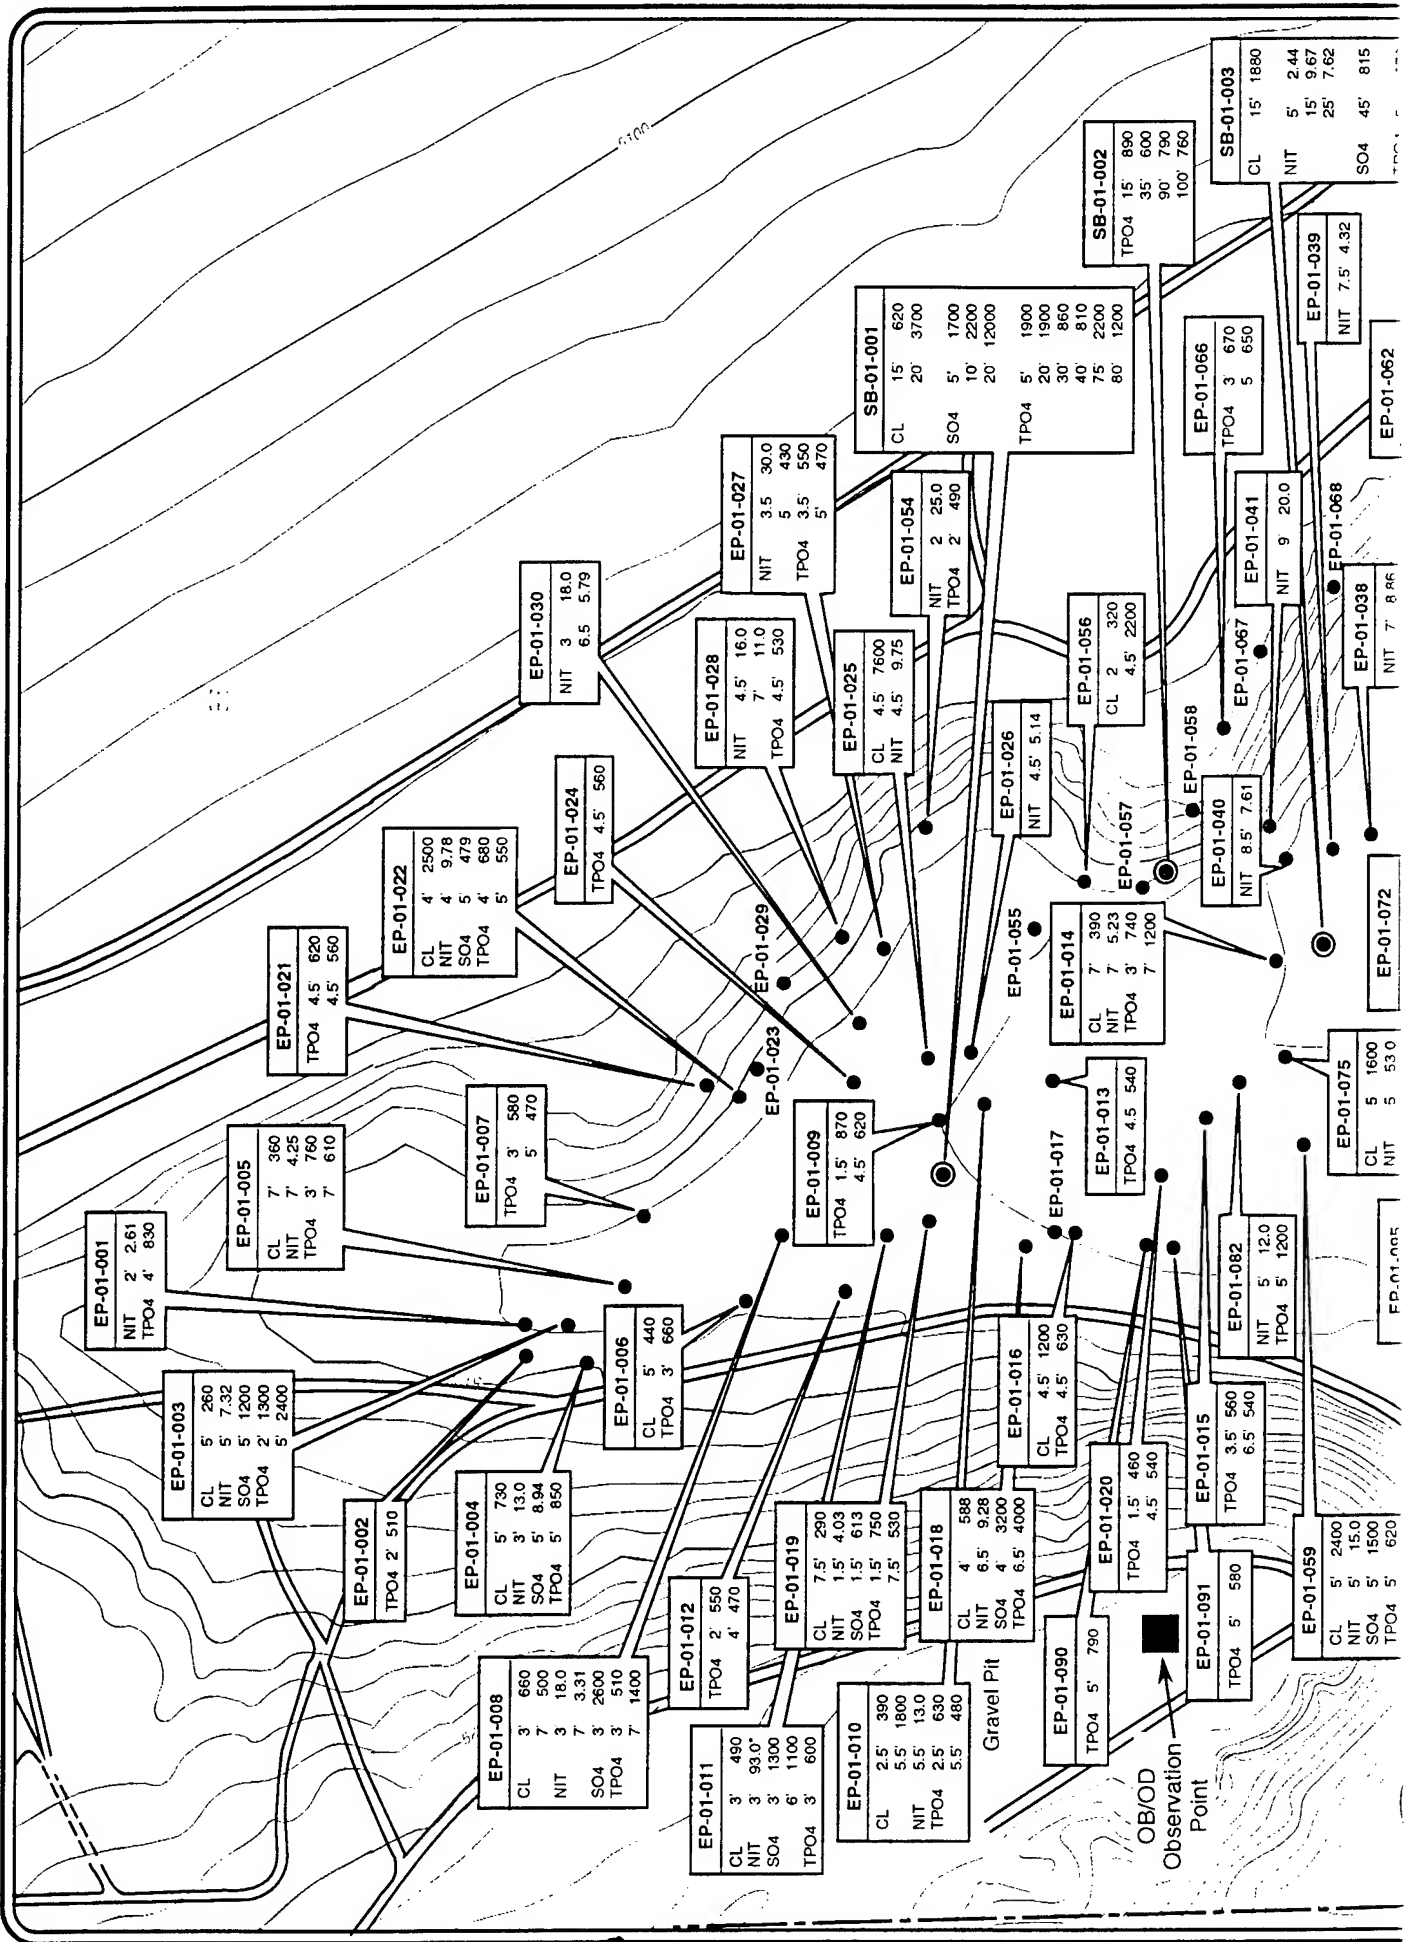 EP-01-001
NIT 2' 2.61
TPO4 4' 830
EP-01-003
CL 5' 260
NIT 5' 7.32
SO4 5' 1200
TPO4 2' 1300
5' 2400
EP-01-005
CL 7' 360
NIT 7' 4.25
TPO4 3' 760
7' 610
EP-01-021
TPO4 4.5 620
4.5' 560
EP-01-022
CL 4' 2500
NIT 4' 9.78
SO4 5 479
TPO4 4' 680
5' 550
EP-01-007
TPO4 3' 580
5' 470
EP-01-002
TPO4 2' 510
EP-01-004
CL 5' 730
NIT 3' 13.0
SO4 5' 8.94
TPO4 5' 850
EP-01-006
CL 5' 440
TPO4 3' 660
EP-01-008
CL 3' 660
7 500
NIT 3 18.0
7 3.31
SO4 3' 2600
TPO4 3' 510
7' 1400
EP-01-012
TPO4 2' 550
4' 470
EP-01-011
CL 3' 490
NIT 3' 93.0*
SO4 3' 1300
6' 1100
TPO4 3' 600
EP-01-019
CL 7.5' 290
NIT 1.5' 4.03
SO4 1.5' 613
TPO4 1.5' 750
7.5' 530
EP-01-010
CL 2.5' 390
5.5' 1800
NIT 5.5 13.0
TPO4 2.5' 630
5.5' 480
EP-01-018
CL 4' 588
NIT 6.5' 9.28
SO4 4' 3200
TPO4 6.5' 4000
EP-01-009
TPO4 1.5' 870
4.5' 620
EP-01-023
EP-01-029
EP-01-024
TPO4 4.5' 560
EP-01-030
NIT 3 18.0
6.5 5.79
EP-01-028
NIT 4.5' 16.0
7' 11.0
TPO4 4.5' 530
EP-01-027
NIT 3.5 30.0
5 430
TPO4 3.5 550
5' 470
EP-01-025
CL 4.5' 7600
NIT 4.5 9.75
EP-01-054
NIT 2 25.0
TPO4 2' 490
SB-01-001
CL 15' 620
20' 3700
SO4 5' 1700
10' 2200
20' 12000
TPO4 5' 1900
20' 1900
30' 860
40' 810
75' 2200
80' 1200
EP-01-026
NIT 4.5' 5.14
EP-01-056
CL 2 320
4.5' 2200
SB-01-002
TPO4 15' 890
35' 600
90' 790
100' 760
SB-01-003
CL 15' 1880
NIT 5' 2.44
15' 9.67
25' 7.62
SO4 45' 815
EP-01-066
TPO4 3 670
5 650
EP-01-041
NIT 9' 20.0
EP-01-039
NIT 7.5' 4.32
EP-01-062
EP-01-068
EP-01-067
EP-01-038
NIT 7' 8.86
EP-01-058
EP-01-040
NIT 8.5' 7.61
EP-01-057
EP-01-055
EP-01-014
CL 7' 390
NIT 7' 5.23
TPO4 3' 740
7' 1200
EP-01-072
EP-01-013
TPO4 4.5 540
EP-01-017
EP-01-016
CL 4.5' 1200
TPO4 4.5' 630
EP-01-020
TPO4 1.5' 460
4.5' 540
EP-01-015
TPO4 3.5' 560
6.5' 540
EP-01-082
NIT 5' 12.0
TPO4 5' 1200
EP-01-075
CL 5 1600
NIT 5 53.0
EP-01-090
TPO4 5' 790
EP-01-091
TPO4 5' 580
EP-01-059
CL 5' 2400
NIT 5' 15.0
SO4 5' 1500
TPO4 5' 620
Gravel Pit
OB/OD
Observation
Point